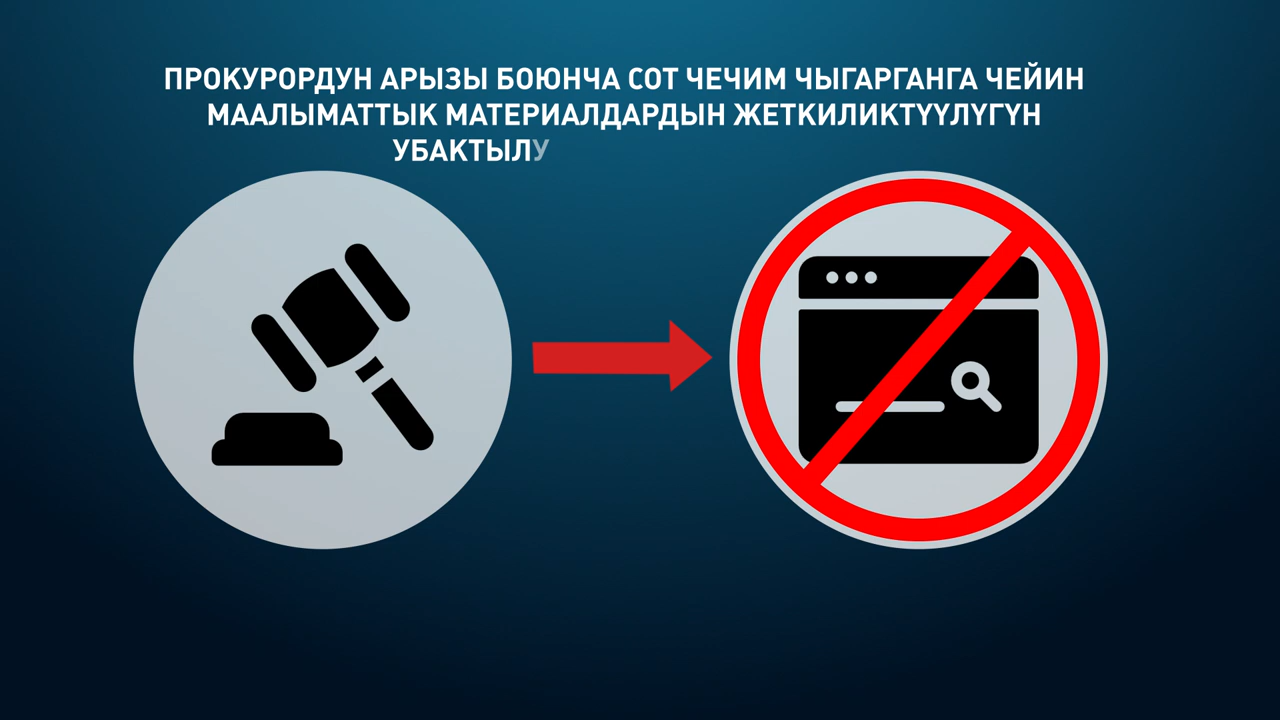 ПРОКУРОРДУН АРЫЗЫ БОЮНЧА СОТ ЧЕЧИМ ЧЫГАРГАНГА ЧЕЙИН
МААЛЫМАТТЫК МАТЕРИАЛДАРДЫН ЖЕТКИЛИКТҮҮЛҮГҮН
УБАКТЫЛУ